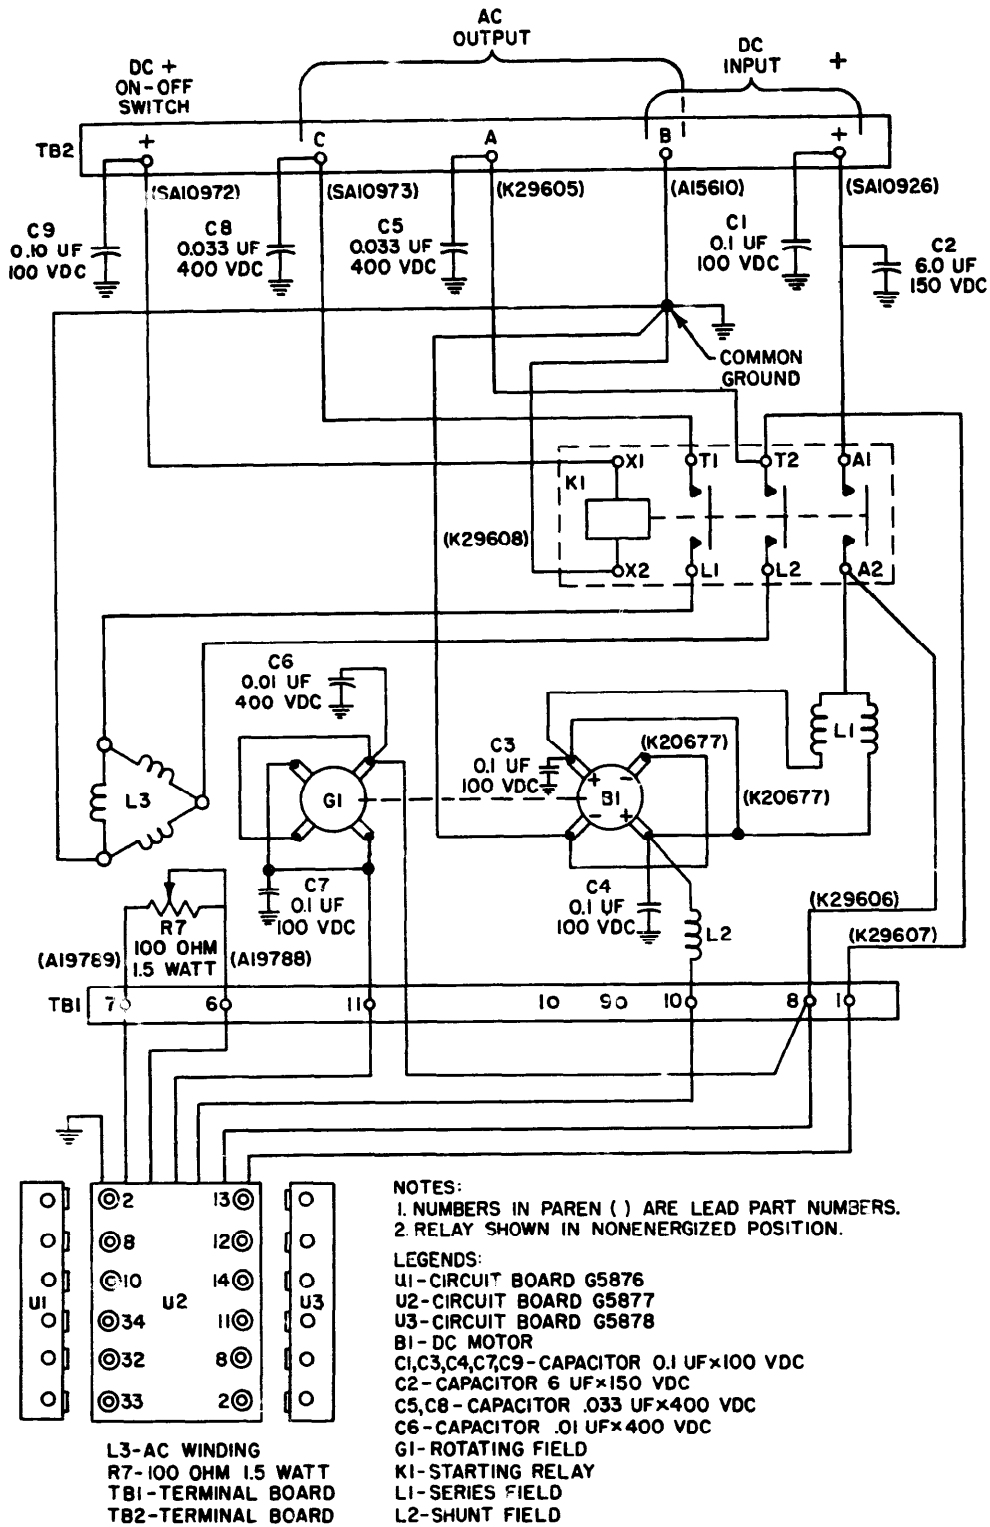 AC
OUTPUT
DC
INPUT
+
DC +
ON-OFF
SWITCH
TB2
+
C
A
B
+
(SA10972)
(SA10973)
(K29605)
(A15610)
(SA10926)
C9
0.10 UF
100 VDC
C8
0.033 UF
400 VDC
C5
0.033 UF
400 VDC
C1
0.1 UF
100 VDC
C2
6.0 UF
150 VDC
COMMON
GROUND
X1
T1
T2
A1
K1
(K29608)
X2
L1
L2
A2
C6
0.01 UF
400 VDC
L1
C3
0.1 UF
100 VDC
(K20677)
(K20677)
L3
G1
B1
+
−
−
+
C7
0.1 UF
100 VDC
C4
0.1 UF
100 VDC
R7
100 OHM
1.5 WATT
(A19789)
(A19788)
L2
(K29606)
(K29607)
TB1
7
6
11
1
9
10
8
1
2
13
8
12
10
14
U1
U2
U3
34
11
32
8
33
2
NOTES:
1. NUMBERS IN PAREN ( ) ARE LEAD PART NUMBERS.
2. RELAY SHOWN IN NONENERGIZED POSITION.
LEGENDS:
U1-CIRCUIT BOARD G5876
U2-CIRCUIT BOARD G5877
U3-CIRCUIT BOARD G5878
B1-DC MOTOR
C1,C3,C4,C7,C9-CAPACITOR 0.1 UF×100 VDC
C2-CAPACITOR 6 UF×150 VDC
C5,C8-CAPACITOR .033 UF×400 VDC
C6-CAPACITOR .01 UF×400 VDC
G1-ROTATING FIELD
K1-STARTING RELAY
L1-SERIES FIELD
L2-SHUNT FIELD
L3-AC WINDING
R7-100 OHM 1.5 WATT
TB1-TERMINAL BOARD
TB2-TERMINAL BOARD